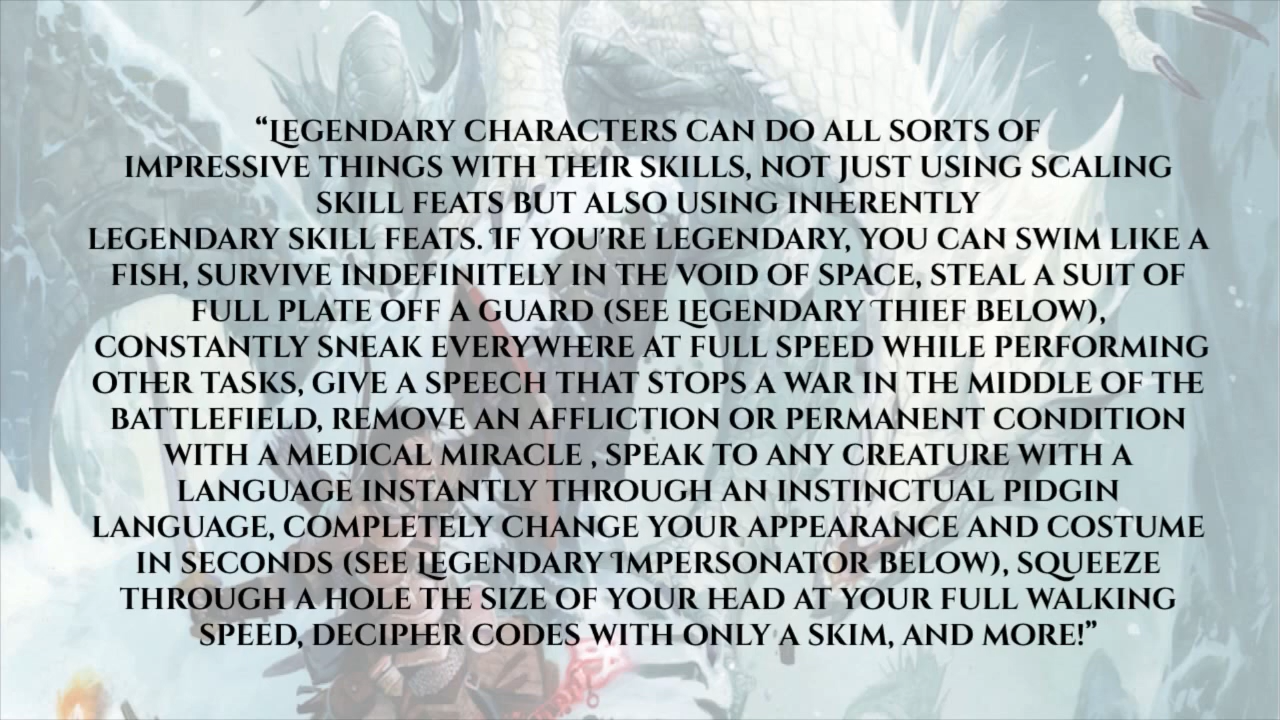 “LEGENDARY CHARACTERS CAN DO ALL SORTS OF
IMPRESSIVE THINGS WITH THEIR SKILLS, NOT JUST USING SCALING
SKILL FEATS BUT ALSO USING INHERENTLY
LEGENDARY SKILL FEATS. IF YOU'RE LEGENDARY, YOU CAN SWIM LIKE A
FISH, SURVIVE INDEFINITELY IN THE VOID OF SPACE, STEAL A SUIT OF
FULL PLATE OFF A GUARD (SEE LEGENDARY THIEF BELOW),
CONSTANTLY SNEAK EVERYWHERE AT FULL SPEED WHILE PERFORMING
OTHER TASKS, GIVE A SPEECH THAT STOPS A WAR IN THE MIDDLE OF THE
BATTLEFIELD, REMOVE AN AFFLICTION OR PERMANENT CONDITION
WITH A MEDICAL MIRACLE , SPEAK TO ANY CREATURE WITH A
LANGUAGE INSTANTLY THROUGH AN INSTINCTUAL PIDGIN
LANGUAGE, COMPLETELY CHANGE YOUR APPEARANCE AND COSTUME
IN SECONDS (SEE LEGENDARY IMPERSONATOR BELOW), SQUEEZE
THROUGH A HOLE THE SIZE OF YOUR HEAD AT YOUR FULL WALKING
SPEED, DECIPHER CODES WITH ONLY A SKIM, AND MORE!”